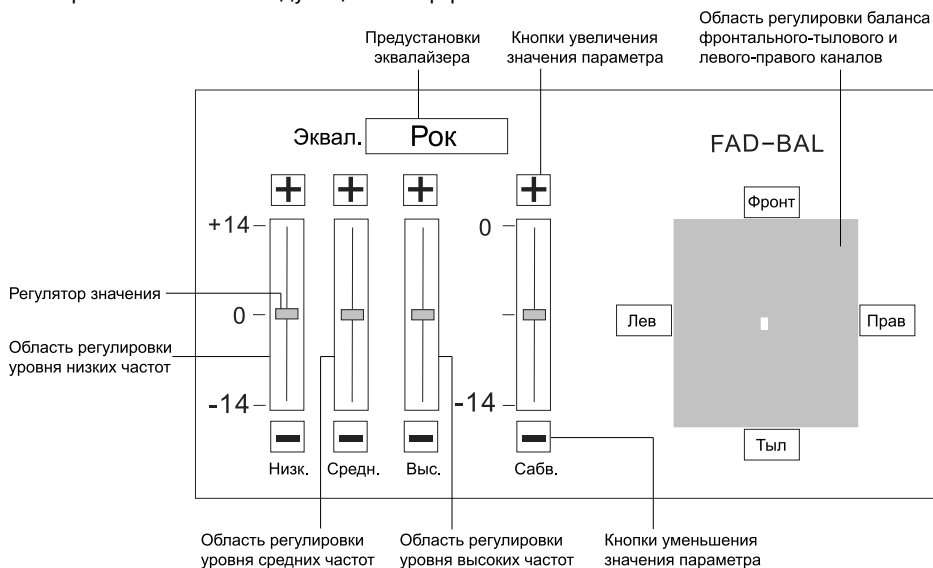 Область регулировки баланса
фронтального-тылового и
левого-правого каналов
Предустановки
эквалайзера
Кнопки увеличения
значения параметра
Эквал. Рок
FAD-BAL
Фронт
+14
0
Регулятор значения
0
Лев
Прав
Область регулировки
уровня низких частот
-14
-14
Тыл
Низк. Средн. Выс. Сабв.
Область регулировки
уровня средних частот
Область регулировки
уровня высоких частот
Кнопки уменьшения
значения параметра